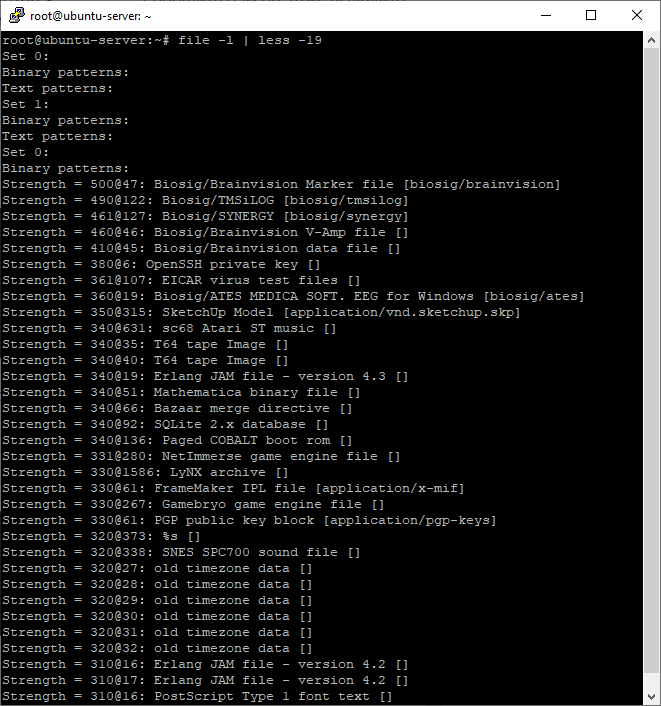 root@ubuntu-server: ~
root@ubuntu-server:~# file -l | less -19
Set 0:
Binary patterns:
Text patterns:
Set 1:
Binary patterns:
Text patterns:
Set 0:
Binary patterns:
Strength = 500@47: Biosig/Brainvision Marker file [biosig/brainvision]
Strength = 490@122: Biosig/TMSiLOG [biosig/tmsilog]
Strength = 461@127: Biosig/SYNERGY [biosig/synergy]
Strength = 460@46: Biosig/Brainvision V-Amp file []
Strength = 410@45: Biosig/Brainvision data file []
Strength = 380@6: OpenSSH private key []
Strength = 361@107: EICAR virus test files []
Strength = 360@19: Biosig/ATES MEDICA SOFT. EEG for Windows [biosig/ates]
Strength = 350@315: SketchUp Model [application/vnd.sketchup.skp]
Strength = 340@631: sc68 Atari ST music []
Strength = 340@35: T64 tape Image []
Strength = 340@40: T64 tape Image []
Strength = 340@19: Erlang JAM file - version 4.3 []
Strength = 340@51: Mathematica binary file []
Strength = 340@66: Bazaar merge directive []
Strength = 340@92: SQLite 2.x database []
Strength = 340@136: Paged COBALT boot rom []
Strength = 331@280: NetImmerse game engine file []
Strength = 330@1586: LyNX archive []
Strength = 330@61: FrameMaker IPL file [application/x-mif]
Strength = 330@267: Gamebryo game engine file []
Strength = 330@61: PGP public key block [application/pgp-keys]
Strength = 320@373: %s []
Strength = 320@338: SNES SPC700 sound file []
Strength = 320@27: old timezone data []
Strength = 320@28: old timezone data []
Strength = 320@29: old timezone data []
Strength = 320@30: old timezone data []
Strength = 320@31: old timezone data []
Strength = 320@32: old timezone data []
Strength = 310@16: Erlang JAM file - version 4.2 []
Strength = 310@17: Erlang JAM file - version 4.2 []
Strength = 310@16: PostScript Type 1 font text []